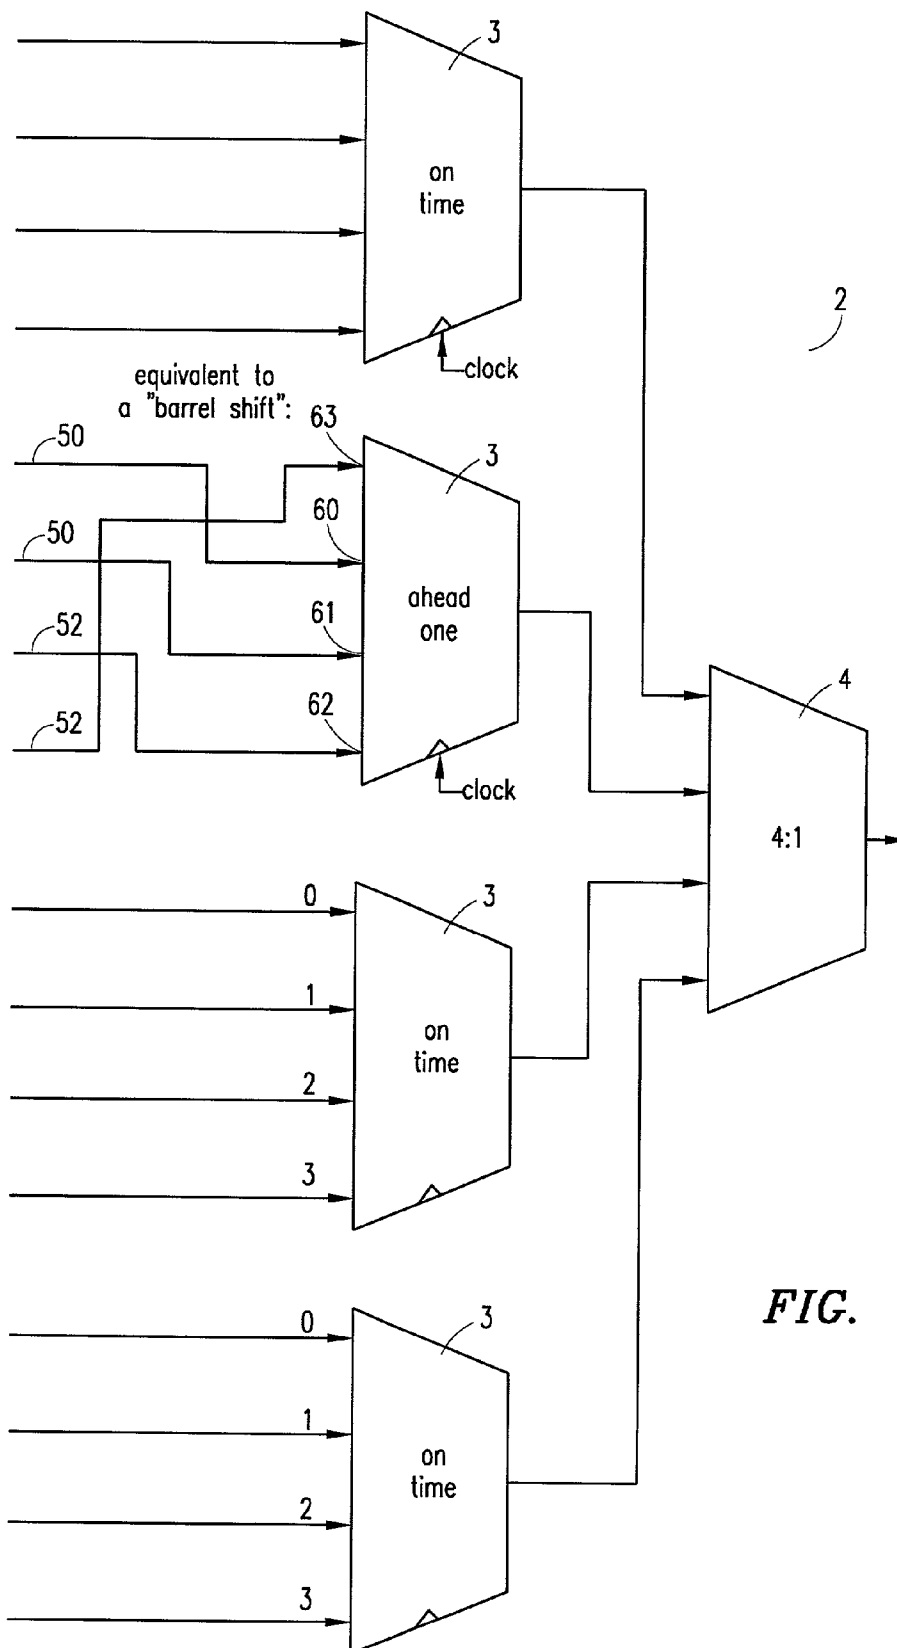 3
on
time
2
clock
equivalent to
a "barrel shift":
63
50
3
60
50
ahead
one
61
52
62
4
52
clock
4:1
0
3
1
on
time
2
3
FIG.
0
3
1
on
time
2
3